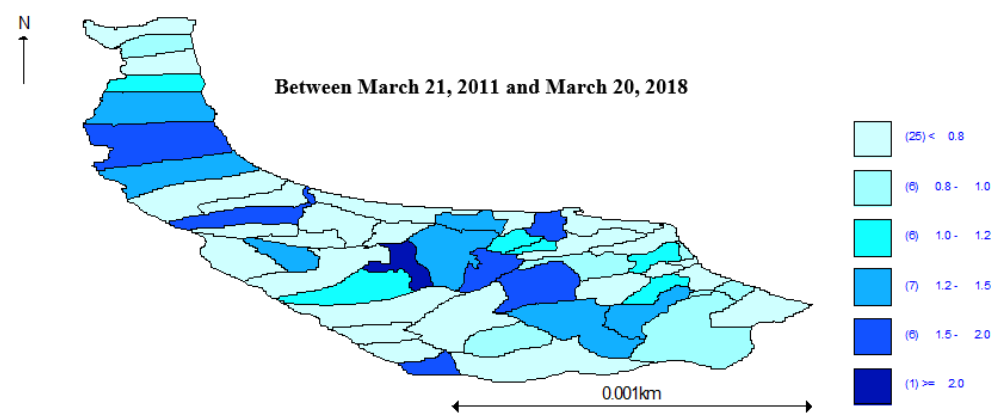 N
Between March 21, 2011 and March 20, 2018
(25) < 0.8
(6) 0.8 - 1.0
(6) 1.0 - 1.2
(7) 1.2 - 1.5
(6) 1.5 - 2.0
(1) >= 2.0
0.001km